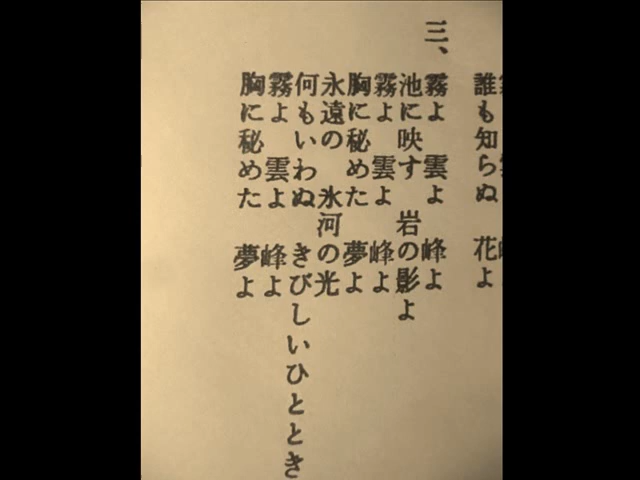 誰も知らぬ 花よ
三、
霧よ 雲よ 峰よ
池に映す 岩の影よ
霧よ 雲よ 峰よ
胸に秘めた 夢よ
永遠の 氷河の光
何もいわぬ きびしいひととき
霧よ 雲よ 峰よ
胸に秘めた 夢よ